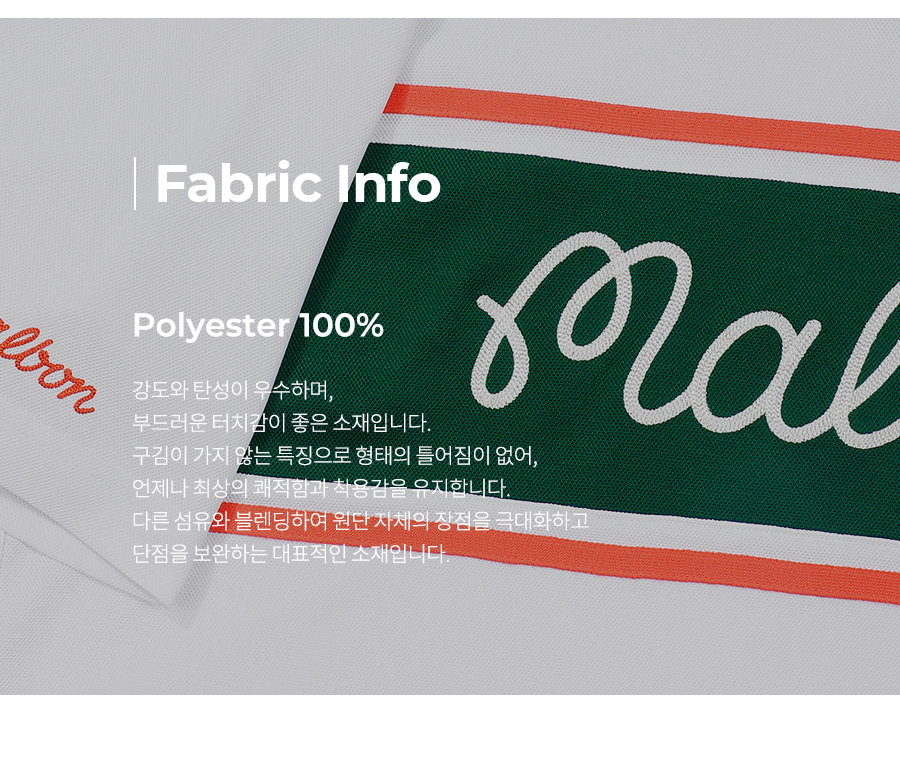 Fabric Info
Polyester 100%
강도와 탄성이 우수하며,
부드러운 터치감이 좋은 소재입니다.
구김이 가지 않는 특징으로 형태의 틀어짐이 없어,
언제나 최상의 쾌적함과 착용감을 유지합니다.
다른 섬유와 블렌딩하여 원단 자체의 장점을 극대화하고
단점을 보완하는 대표적인 소재입니다.
Mal
albon